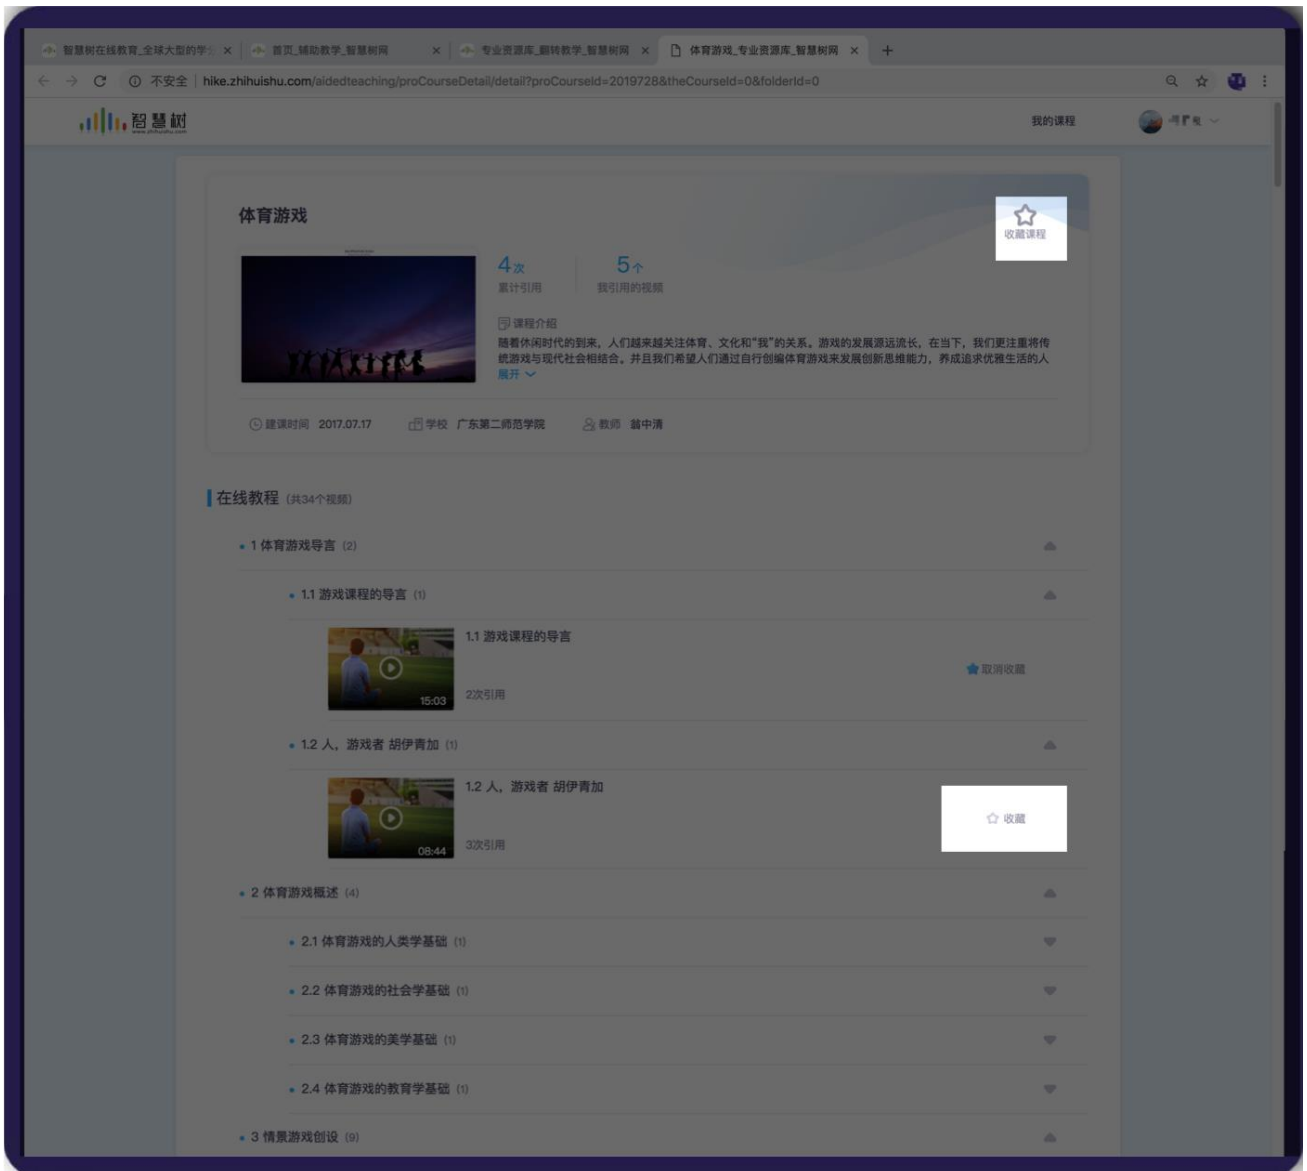 智慧树在线教育_全球大型的学
首页_辅助教学_智慧树网
专业资源库_翻转教学_智慧树网
体育游戏_专业资源库_智慧树网
不安全 | hike.zhihuishu.com/aidedteaching/proCourseDetail/detail?proCourseId=2019728&theCourseId=0&folderId=0
智慧树
www.zhihuishu.com
我的课程
体育游戏
收藏课程
4次
5个
累计引用
我引用的视频
课程介绍
随着休闲时代的到来，人们越来越关注体育、文化和“我”的关系。游戏的发展源远流长，在当下，我们更注重将传
统游戏与现代社会相结合。并且我们希望人们通过自行创编体育游戏来发展创新思维能力，养成追求优雅生活的人
展开
建课时间 2017.07.17 学校 广东第二师范学院 教师 翁中清
在线教程 (共34个视频)
1 体育游戏导言 (2)
1.1 游戏课程的导言 (1)
1.1 游戏课程的导言
取消收藏
15:03
2次引用
1.2 人，游戏者 胡伊青加 (1)
1.2 人，游戏者 胡伊青加
收藏
08:44
3次引用
2 体育游戏概述 (4)
2.1 体育游戏的人类学基础 (1)
2.2 体育游戏的社会学基础 (1)
2.3 体育游戏的美学基础 (1)
2.4 体育游戏的教育学基础 (1)
3 情景游戏创设 (9)